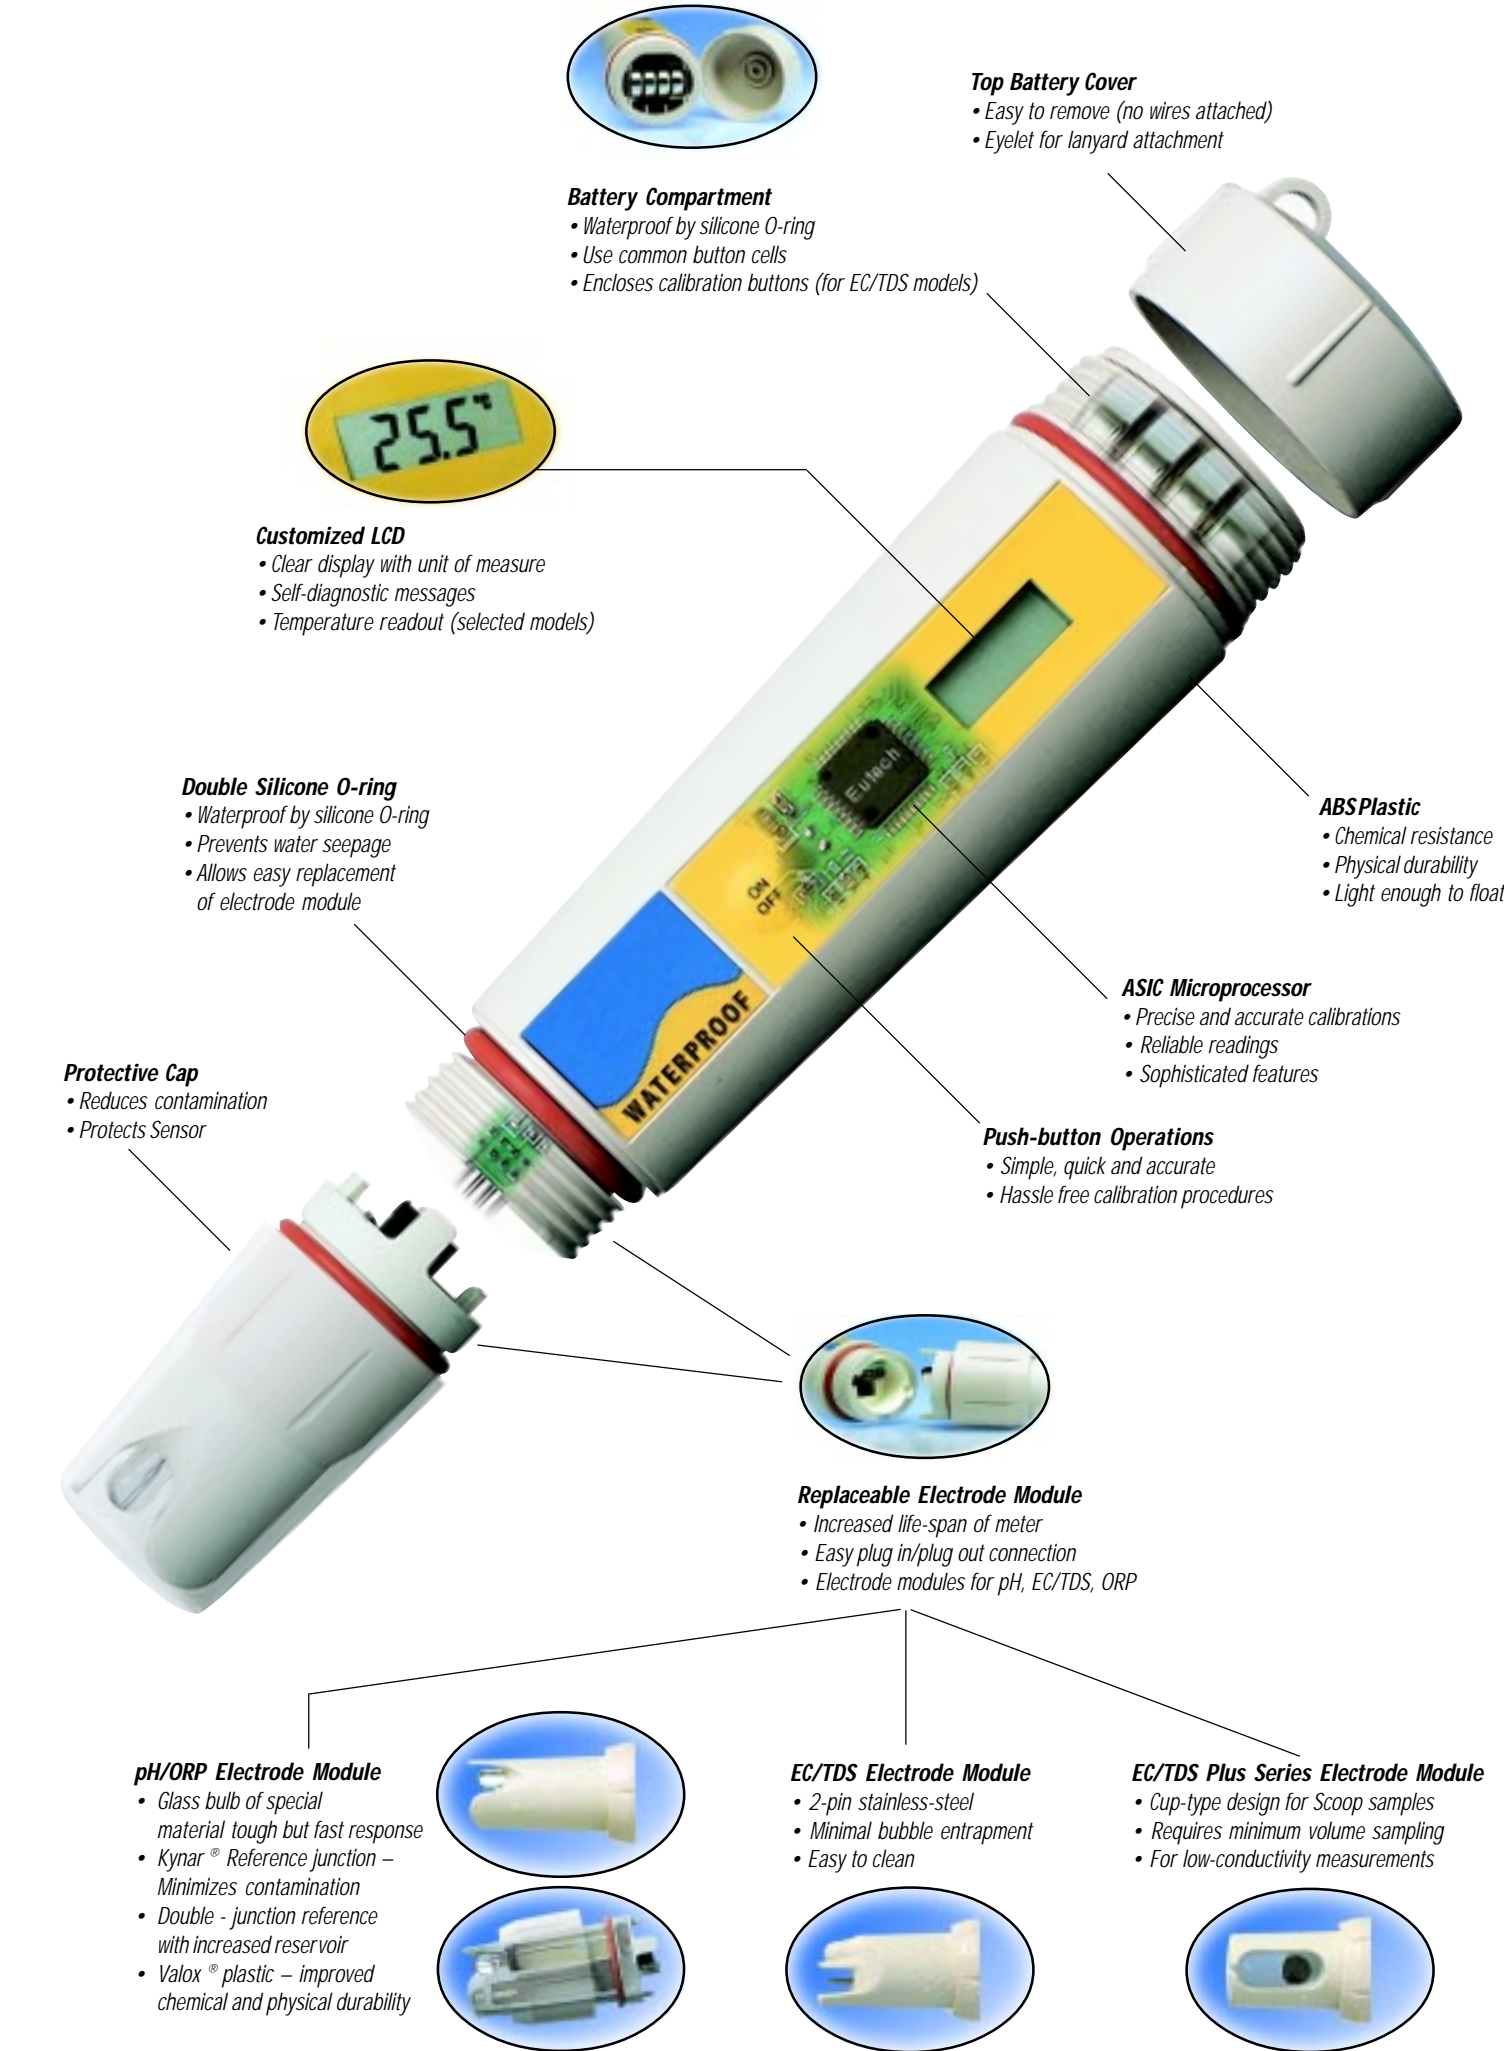 Top Battery Cover
• Easy to remove (no wires attached)
• Eyelet for lanyard attachment
Battery Compartment
• Waterproof by silicone O-ring
• Use common button cells
• Encloses calibration buttons (for EC/TDS models)
25.5 °C
Customized LCD
• Clear display with unit of measure
• Self-diagnostic messages
• Temperature readout (selected models)
Eutech
ON
OFF
WATERPROOF
Double Silicone O-ring
• Waterproof by silicone O-ring
• Prevents water seepage
• Allows easy replacement
of electrode module
ABS Plastic
• Chemical resistance
• Physical durability
• Light enough to float
ASIC Microprocessor
• Precise and accurate calibrations
• Reliable readings
• Sophisticated features
Protective Cap
• Reduces contamination
• Protects Sensor
Push-button Operations
• Simple, quick and accurate
• Hassle free calibration procedures
Replaceable Electrode Module
• Increased life-span of meter
• Easy plug in/plug out connection
• Electrode modules for pH, EC/TDS, ORP
pH/ORP Electrode Module
• Glass bulb of special
material tough but fast response
• Kynar ® Reference junction –
Minimizes contamination
• Double - junction reference
with increased reservoir
• Valox ® plastic – improved
chemical and physical durability
EC/TDS Electrode Module
• 2-pin stainless-steel
• Minimal bubble entrapment
• Easy to clean
EC/TDS Plus Series Electrode Module
• Cup-type design for Scoop samples
• Requires minimum volume sampling
• For low-conductivity measurements